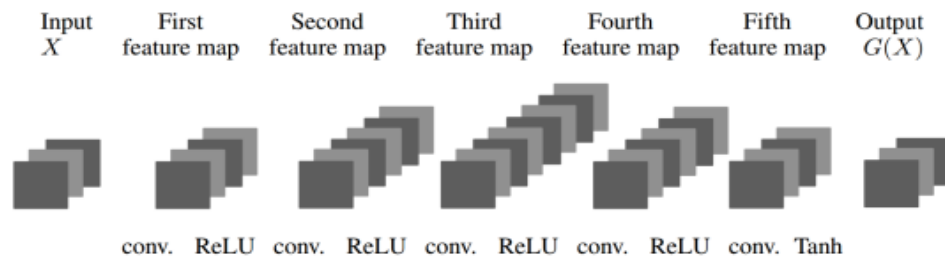 Input First Second Third Fourth Fifth Output
X feature map feature map feature map feature map feature map G(X)
conv. ReLU conv. ReLU conv. ReLU conv. ReLU conv. Tanh